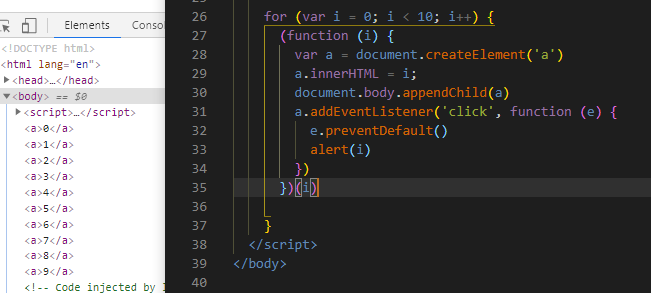 Elements
Console (turn
<!DOCTYPE html>
<html lang="en">
<head>…</head>
<body> == $0
<script>…</script>
<a>0</a>
<a>1</a>
<a>2</a>
<a>3</a>
<a>4</a>
<a>5</a>
<a>6</a>
<a>7</a>
<a>8</a>
<a>9</a>
<!-- Code injected by
26 for (var i = 0; i < 10; i++) {
27 (function (i) {
28 var a = document.createElement('a')
29 a.innerHTML = i;
30 document.body.appendChild(a)
31 a.addEventListener('click', function (e) {
32 e.preventDefault()
33 alert(i)
34 })
35 })(i)
36
37 }
38 </script>
39 </body>
40